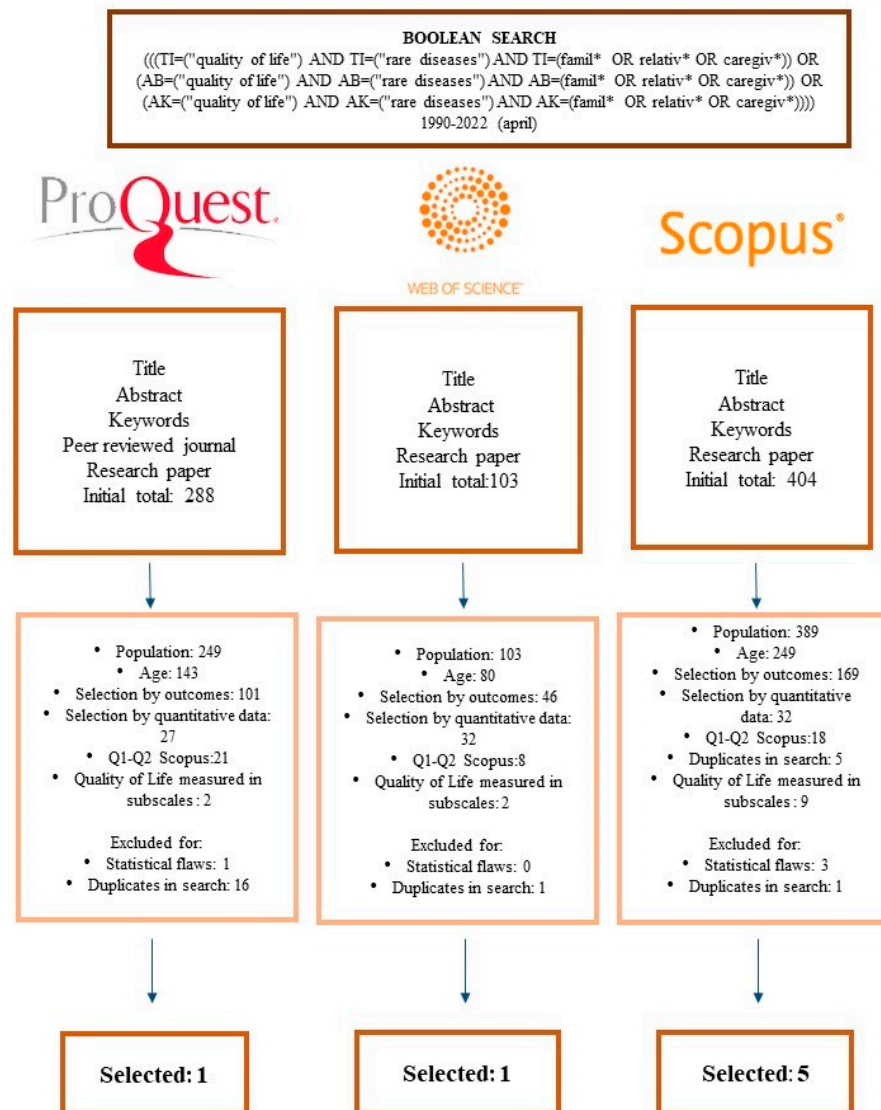 BOOLEAN SEARCH
(((TI=("quality of life") AND TI=("rare diseases") AND TI=(famil* OR relativ* OR caregiv*)) OR
(AB=("quality of life") AND AB=("rare diseases") AND AB=(famil* OR relativ* OR caregiv*)) OR
(AK=("quality of life") AND AK=("rare diseases") AND AK=(famil* OR relativ* OR caregiv*))))
1990-2022 (april)
ProQuest
WEB OF SCIENCE™
Scopus®
Title
Abstract
Keywords
Peer reviewed journal
Research paper
Initial total: 288
Title
Abstract
Keywords
Research paper
Initial total:103
Title
Abstract
Keywords
Research paper
Initial total: 404
• Population: 249
• Age: 143
• Selection by outcomes: 101
• Selection by quantitative data:
27
• Q1-Q2 Scopus:21
• Quality of Life measured in
subscales : 2
Excluded for:
• Statistical flaws: 1
• Duplicates in search: 16
• Population: 103
• Age: 80
• Selection by outcomes: 46
• Selection by quantitative data:
32
• Q1-Q2 Scopus:8
• Quality of Life measured in
subscales: 2
Excluded for:
• Statistical flaws: 0
• Duplicates in search: 1
• Population: 389
• Age: 249
• Selection by outcomes: 169
• Selection by quantitative
data: 32
• Q1-Q2 Scopus:18
• Duplicates in search: 5
• Quality of Life measured in
subscales : 9
Excluded for:
• Statistical flaws: 3
• Duplicates in search: 1
Selected: 1
Selected: 1
Selected: 5